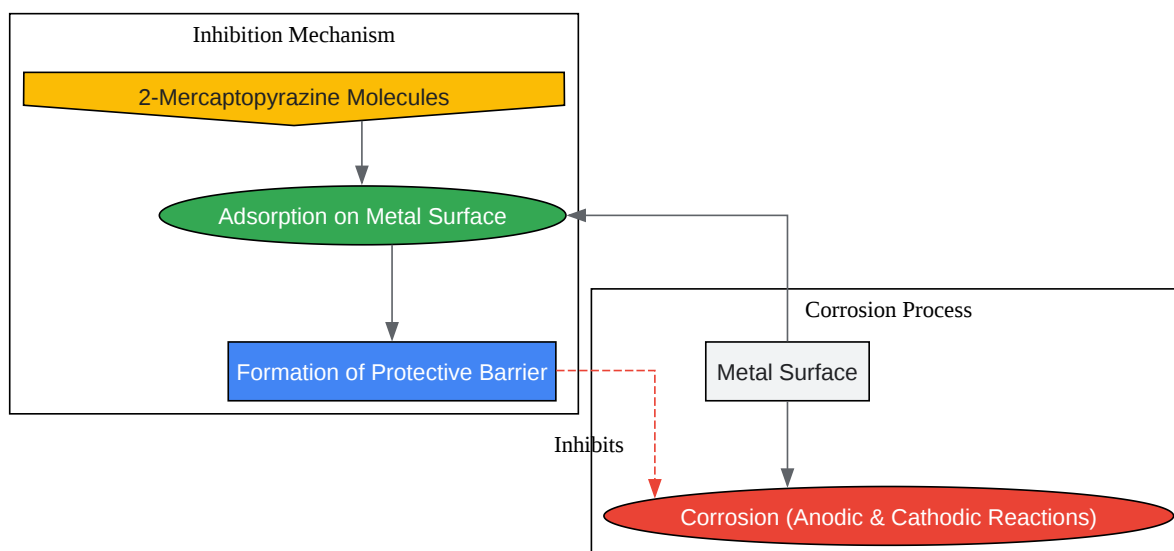 Inhibition Mechanism
2-Mercaptopyrazine Molecules
Adsorption on Metal Surface
Formation of Protective Barrier
Inhibits
Corrosion Process
Metal Surface
Corrosion (Anodic & Cathodic Reactions)